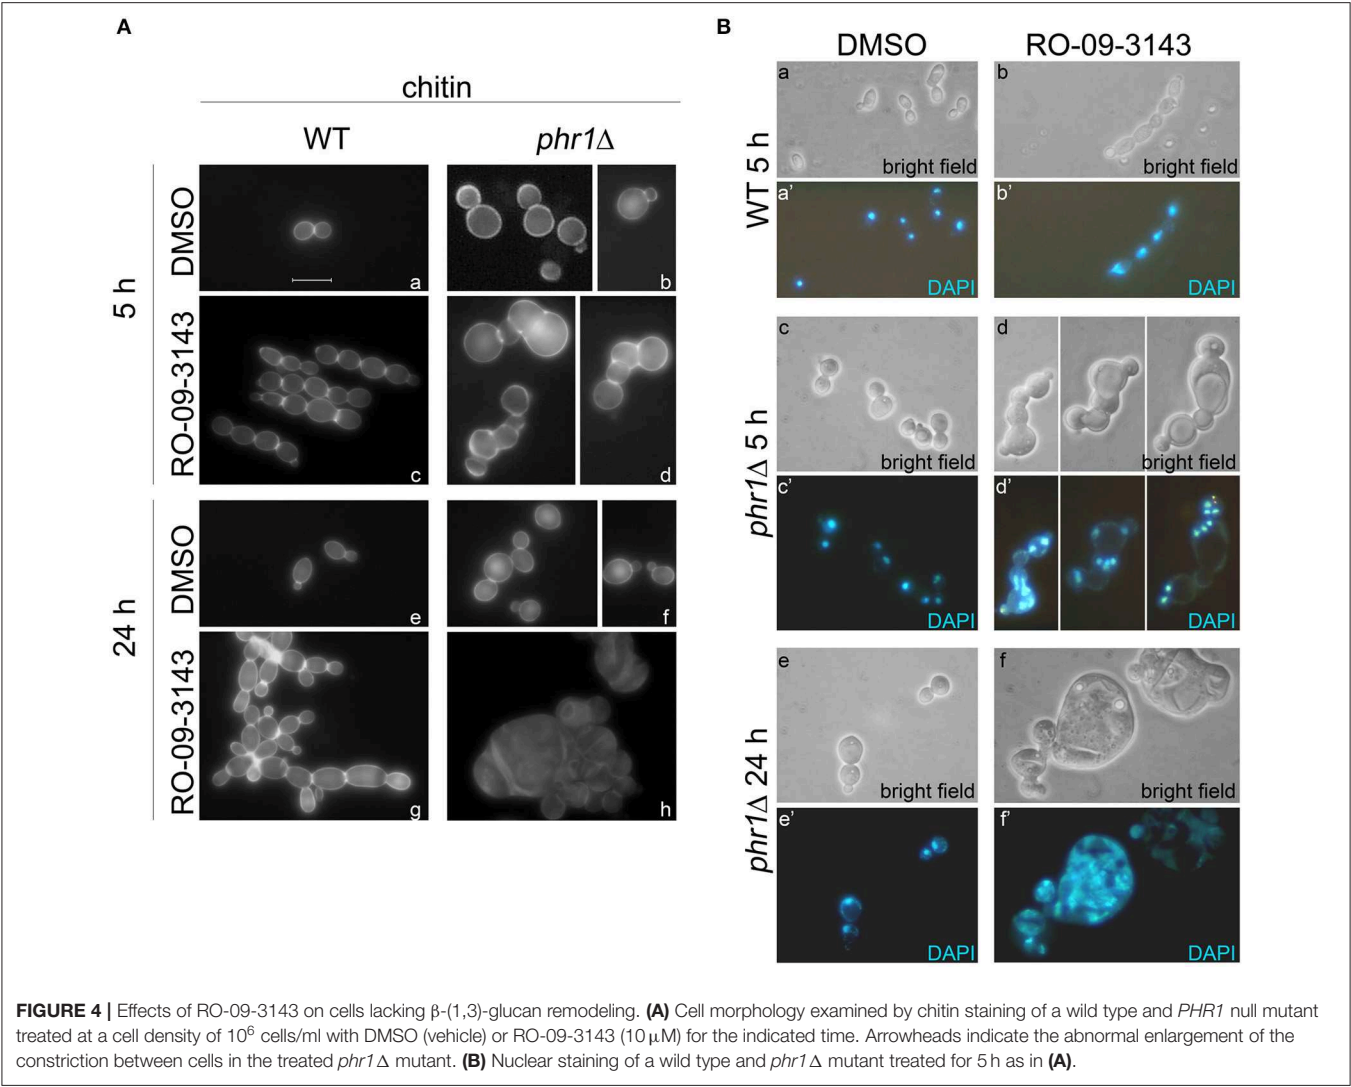 A
chitin
WT
phr1Δ
5 h
DMSO
a
b
RO-09-3143
c
d
24 h
DMSO
e
f
RO-09-3143
g
h
B
DMSO
RO-09-3143
WT 5 h
a
bright field
b
bright field
a'
DAPI
b'
DAPI
phr1Δ 5 h
c
bright field
d
bright field
c'
DAPI
d'
DAPI
phr1Δ 24 h
e
bright field
f
bright field
e'
DAPI
f'
DAPI
FIGURE 4 | Effects of RO-09-3143 on cells lacking β-(1,3)-glucan remodeling. (A) Cell morphology examined by chitin staining of a wild type and PHR1 null mutant
treated at a cell density of 10⁶ cells/ml with DMSO (vehicle) or RO-09-3143 (10 μM) for the indicated time. Arrowheads indicate the abnormal enlargement of the
constriction between cells in the treated phr1Δ mutant. (B) Nuclear staining of a wild type and phr1Δ mutant treated for 5 h as in (A).